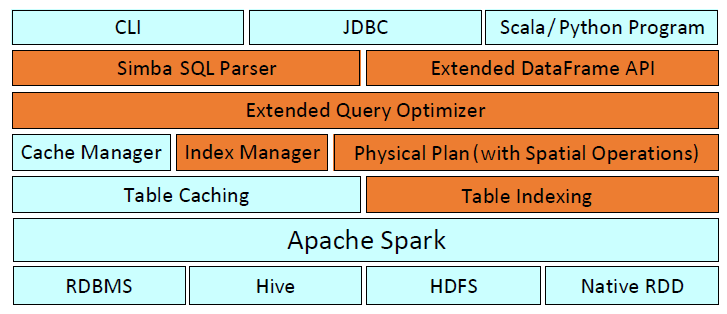 CLI
JDBC
Scala/Python Program
Simba SQL Parser
Extended DataFrame API
Extended Query Optimizer
Cache Manager
Index Manager
Physical Plan (with Spatial Operations)
Table Caching
Table Indexing
Apache Spark
RDBMS
Hive
HDFS
Native RDD